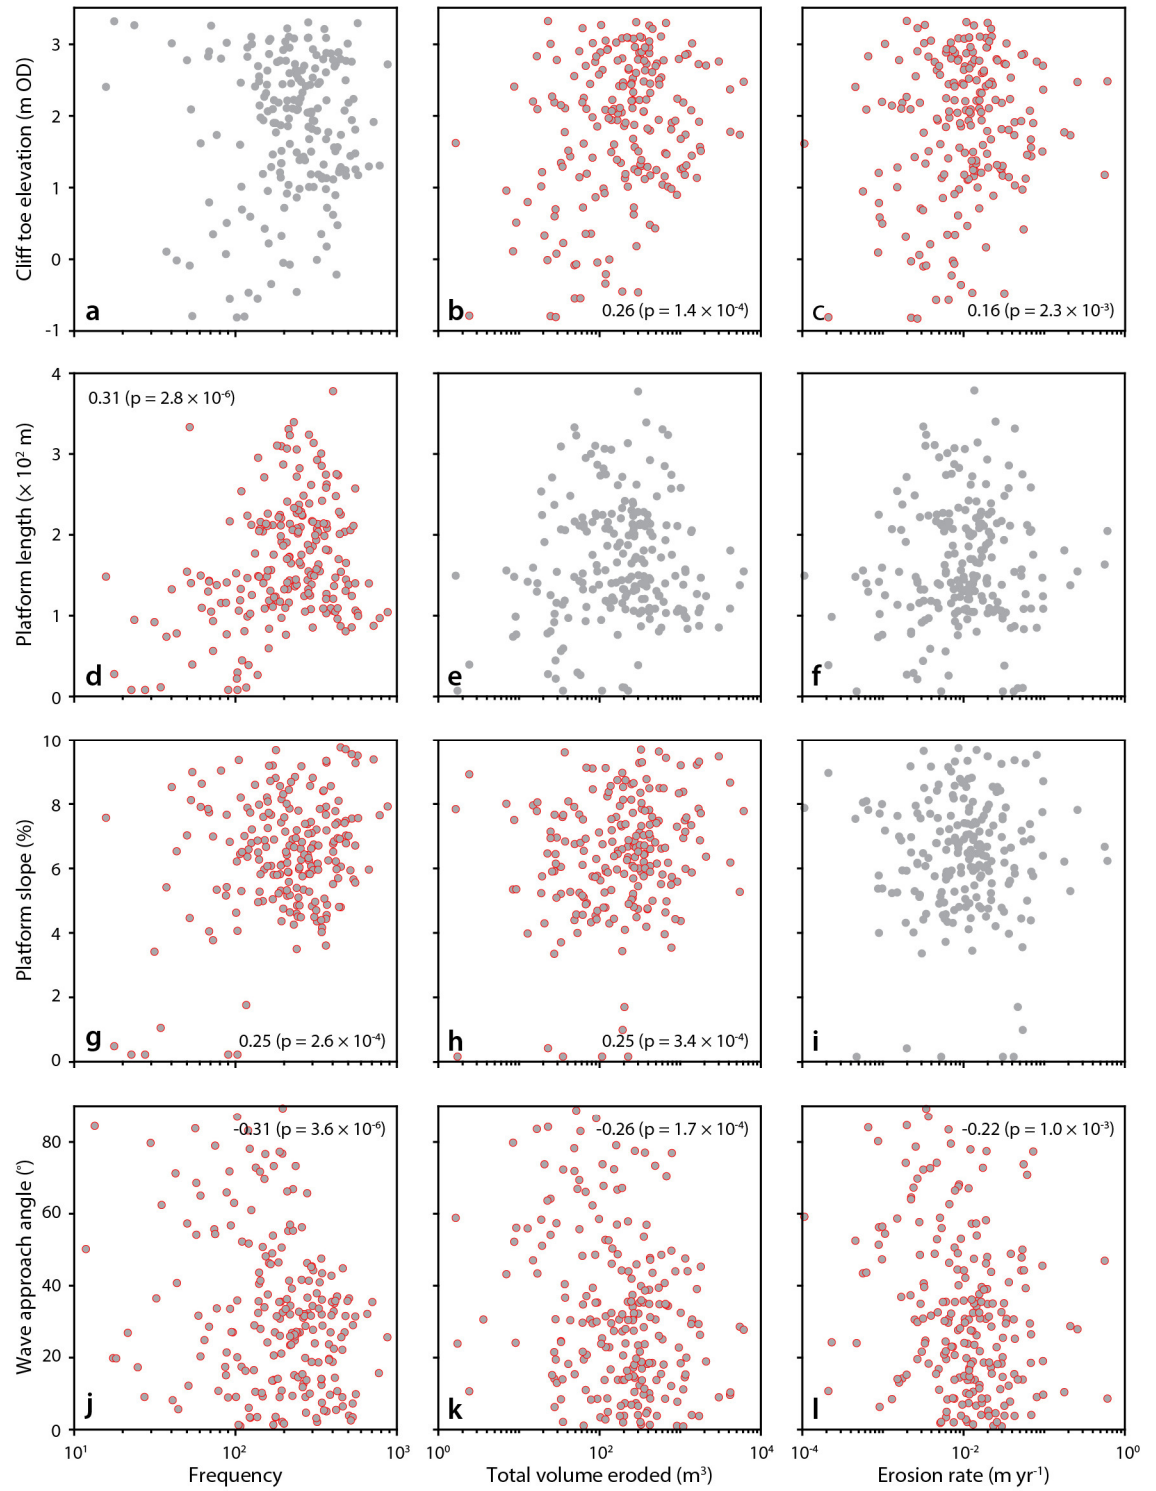 Cliff toe elevation (m OD)
3
2
1
0
-1
a
b
0.26 (p = 1.4 × 10⁻⁴)
c
0.16 (p = 2.3 × 10⁻³)
Platform length (× 10² m)
4
3
2
1
0
0.31 (p = 2.8 × 10⁻⁶)
d
e
f
Platform slope (%)
10
8
6
4
2
0
g
0.25 (p = 2.6 × 10⁻⁴)
h
0.25 (p = 3.4 × 10⁻⁴)
i
Wave approach angle (°)
80
60
40
20
0
-0.31 (p = 3.6 × 10⁻⁶)
j
-0.26 (p = 1.7 × 10⁻⁴)
k
-0.22 (p = 1.0 × 10⁻³)
l
10¹ 10² 10³
10⁰ 10² 10⁴
10⁻⁴ 10⁻² 10⁰
Frequency
Total volume eroded (m³)
Erosion rate (m yr⁻¹)